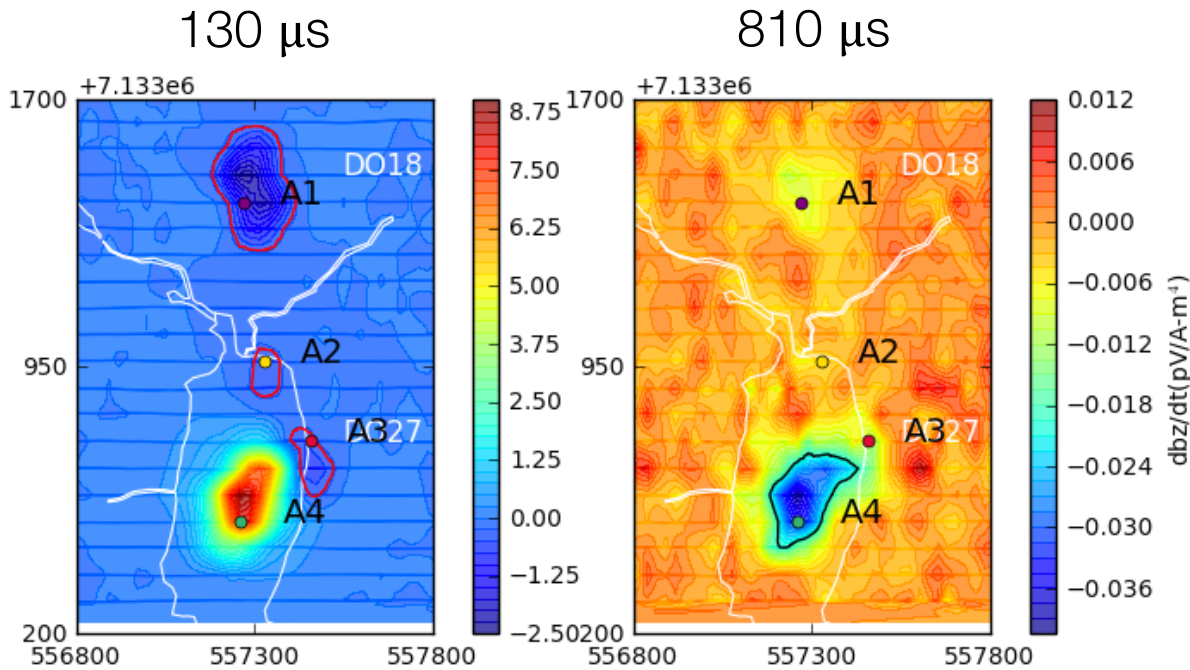 130 μs
810 μs
+7.133e6
+7.133e6
1700
950
200
556800
557300
557800
DO18
A1
A2
DO27
A3
A4
8.75
7.50
6.25
5.00
3.75
2.50
1.25
0.00
−1.25
−2.50
1700
950
200
556800
557300
557800
DO18
A1
A2
DO27
A3
A4
0.012
0.006
0.000
−0.006
−0.012
−0.018
−0.024
−0.030
−0.036
dbz/dt(pV/A-m⁴)